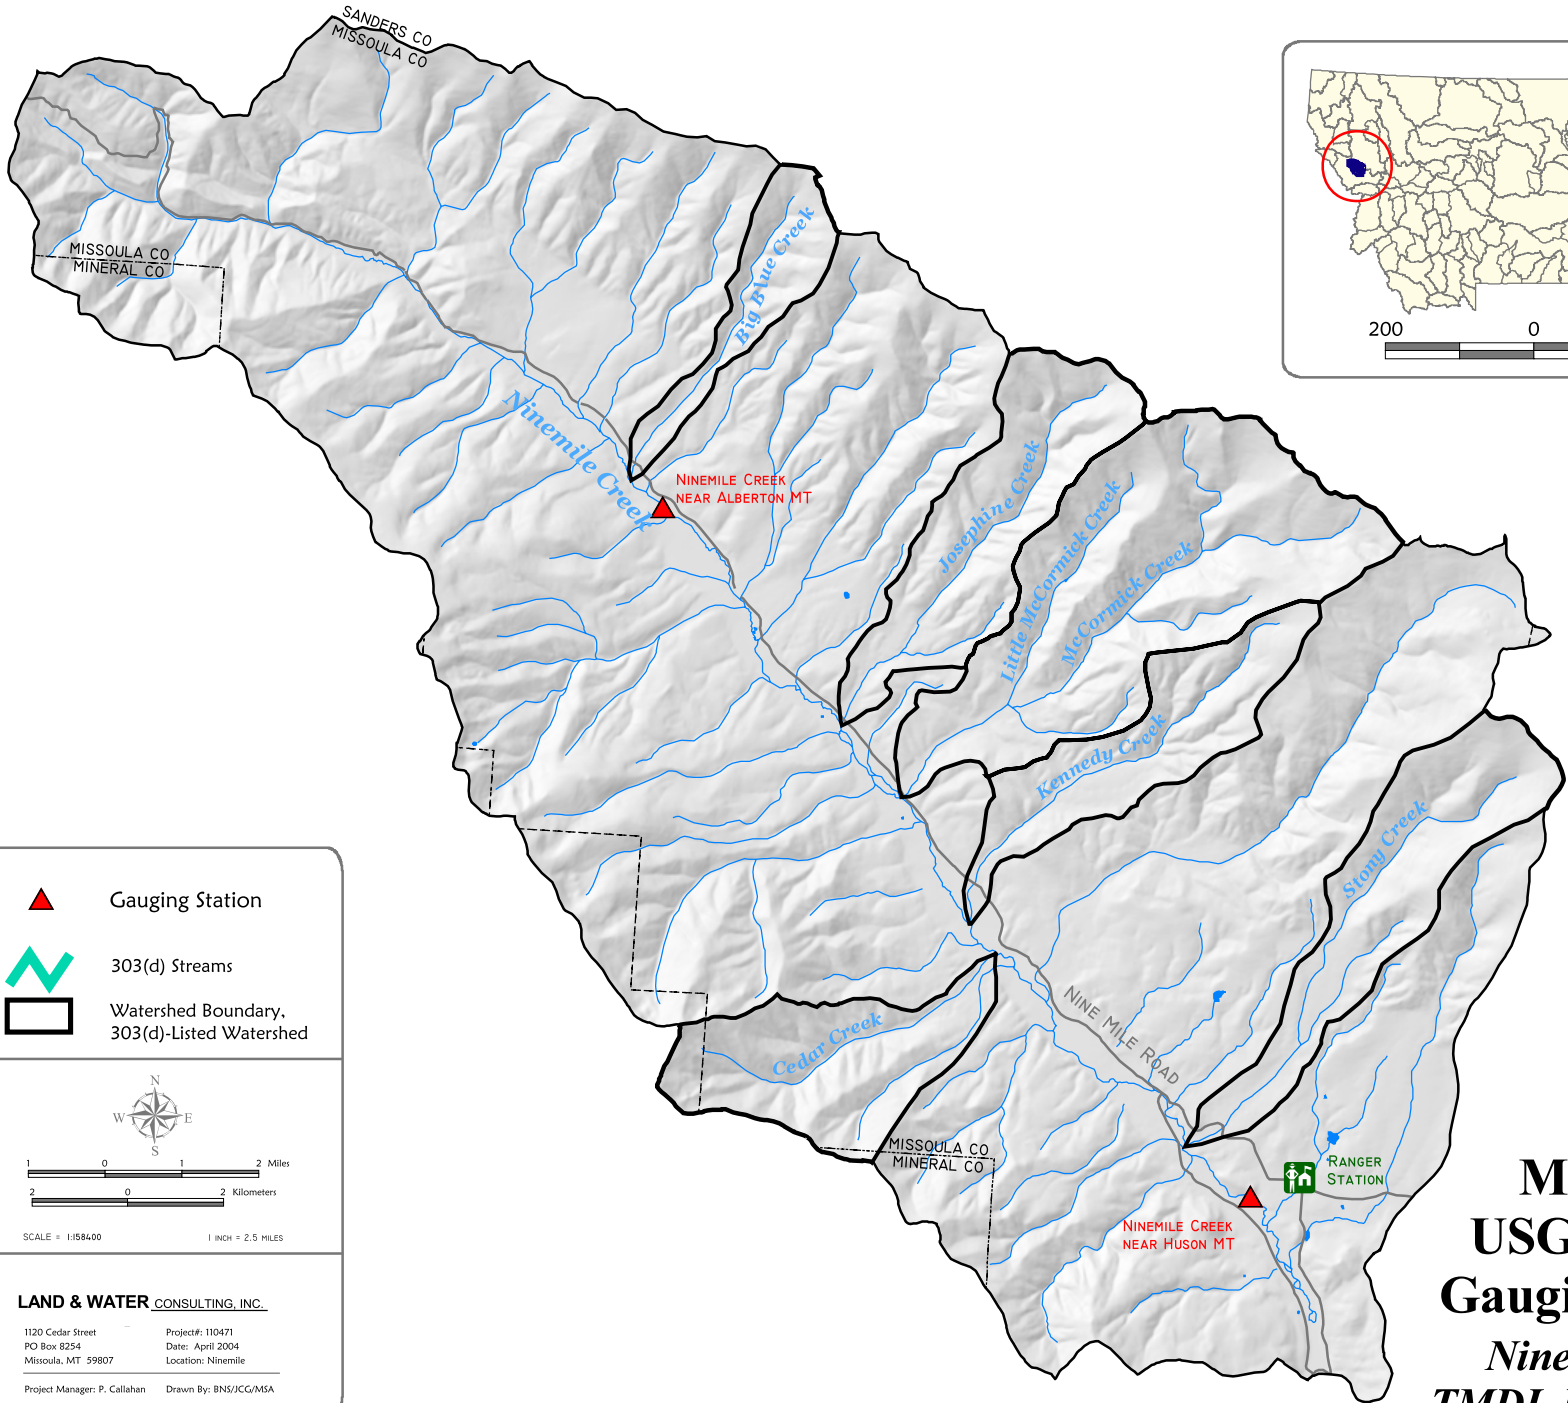 SANDERS CO
MISSOULA CO
200 0
MISSOULA CO
MINERAL CO
Big Blue Creek
Ninemile Creek
NINEMILE CREEK
NEAR ALBERTON MT
Josephine Creek
Little McCormick Creek
McCormick Creek
Kennedy Creek
Stony Creek
Gauging Station
303(d) Streams
Watershed Boundary,
303(d)-Listed Watershed
NINE MILE ROAD
Cedar Creek
MISSOULA CO
MINERAL CO
RANGER
STATION
NINEMILE CREEK
NEAR HUSON MT
N
W E
S
1 0 1 2 Miles
2 0 2 Kilometers
SCALE = 1:158400 1 INCH = 2.5 MILES
LAND & WATER CONSULTING, INC.
1120 Cedar Street Project#: 110471
PO Box 8254 Date: April 2004
Missoula, MT 59807 Location: Ninemile
Project Manager: P. Callahan Drawn By: BNS/JCG/MSA
M
USG
Gaugi
Nine